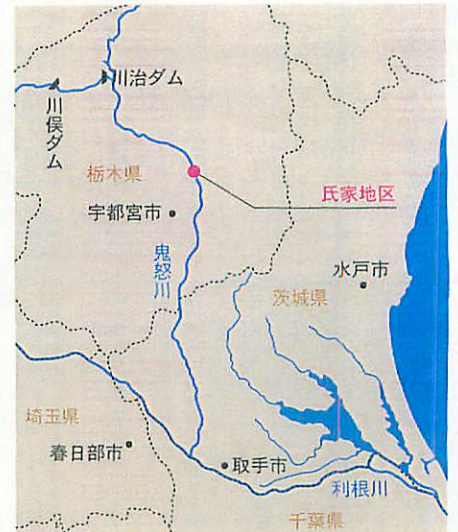 川治ダム
川俣ダム
栃木県
氏家地区
宇都宮市
鬼怒川
水戸市
茨城県
埼玉県
春日部市
取手市
利根川
千葉県